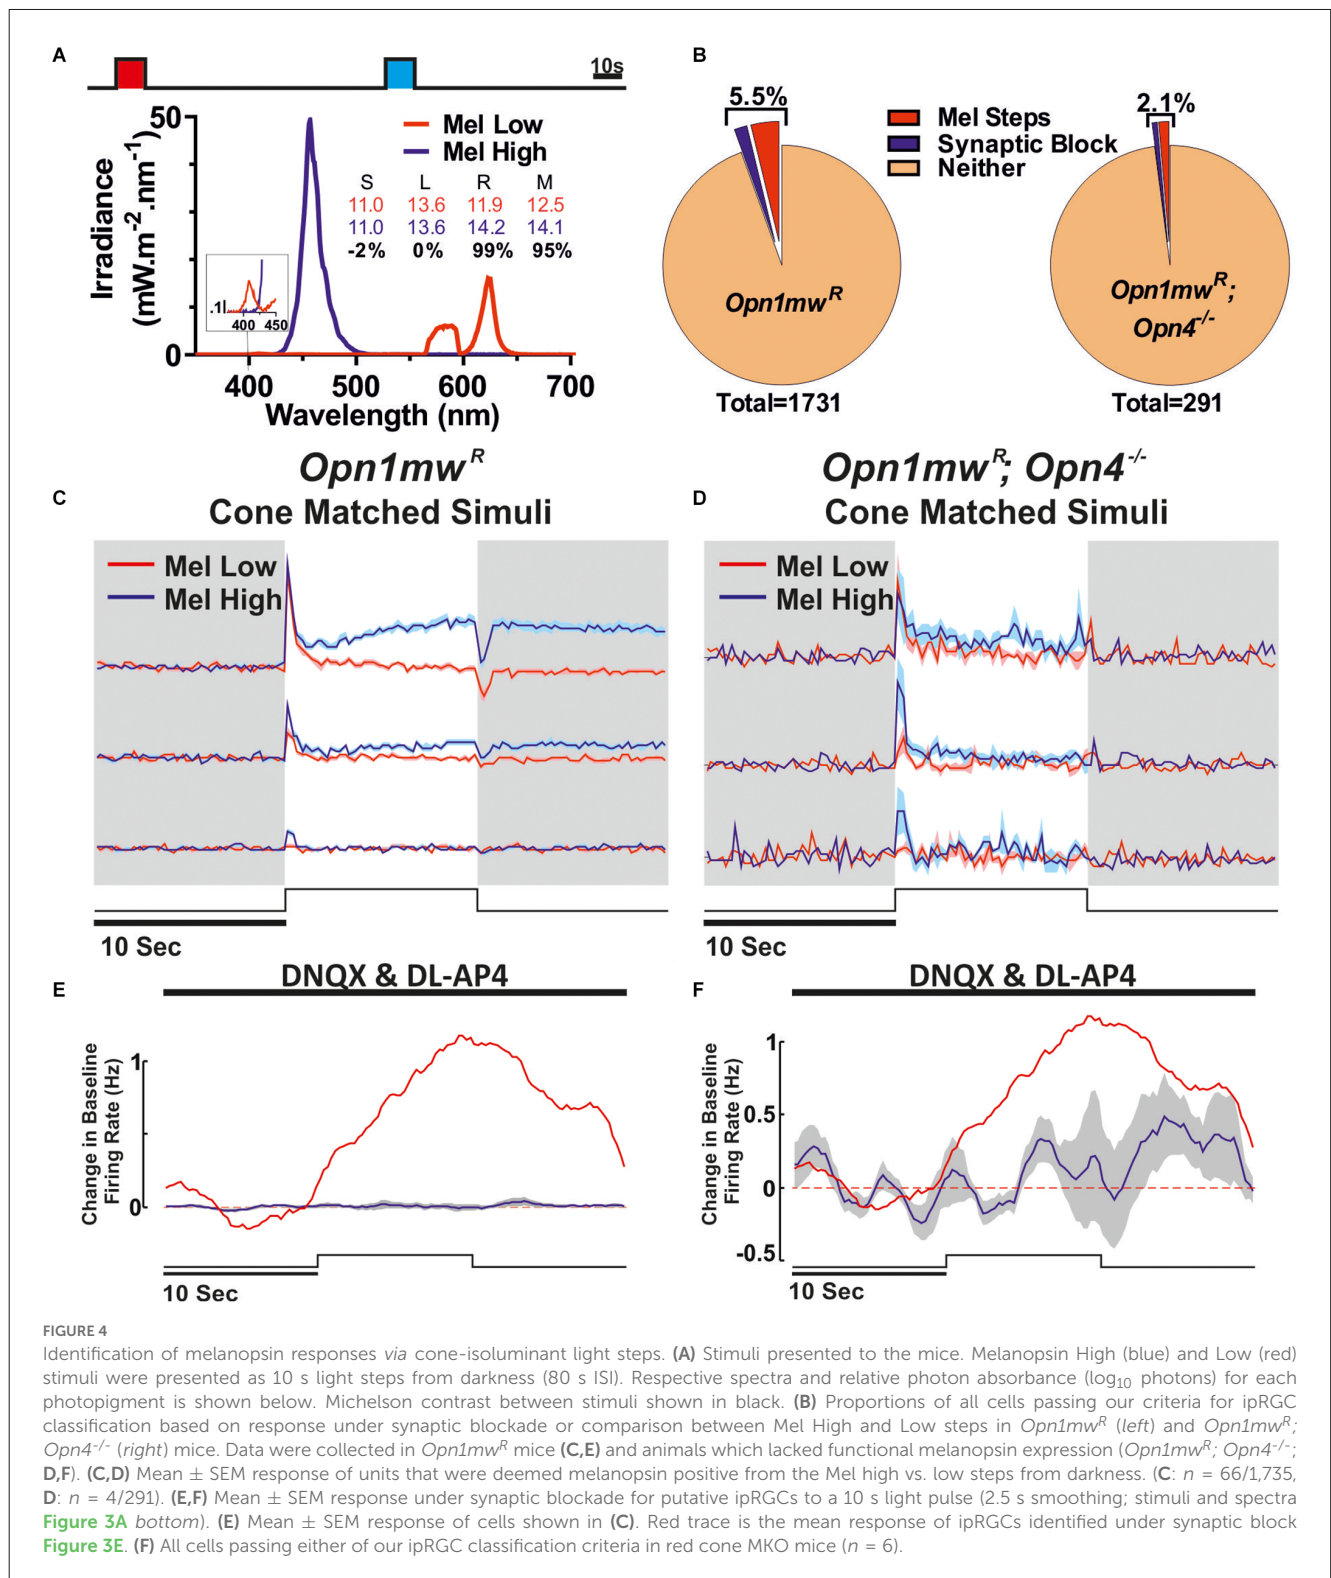 A
10s
50
Irradiance
(mW.m-2.nm-1)
0
Mel Low
Mel High
S L R M
11.0 13.6 11.9 12.5
11.0 13.6 14.2 14.1
-2% 0% 99% 95%
.1
400 450
400 500 600 700
Wavelength (nm)
B
5.5%
Mel Steps
Synaptic Block
Neither
2.1%
Opn1mwR
Opn1mwR;
Opn4-/-
Total=1731
Total=291
Opn1mwR
C
Cone Matched Simuli
Mel Low
Mel High
10 Sec
Opn1mwR; Opn4-/-
D
Cone Matched Simuli
Mel Low
Mel High
10 Sec
E
DNQX & DL-AP4
Change in Baseline
Firing Rate (Hz)
1
0
10 Sec
F
DNQX & DL-AP4
Change in Baseline
Firing Rate (Hz)
1
0.5
0
-0.5
10 Sec
FIGURE 4
Identification of melanopsin responses via cone-isoluminant light steps. (A) Stimuli presented to the mice. Melanopsin High (blue) and Low (red)
stimuli were presented as 10 s light steps from darkness (80 s ISI). Respective spectra and relative photon absorbance (log10 photons) for each
photopigment is shown below. Michelson contrast between stimuli shown in black. (B) Proportions of all cells passing our criteria for ipRGC
classification based on response under synaptic blockade or comparison between Mel High and Low steps in Opn1mwR (left) and Opn1mwR;
Opn4-/- (right) mice. Data were collected in Opn1mwR mice (C,E) and animals which lacked functional melanopsin expression (Opn1mwR; Opn4-/-;
D,F). (C,D) Mean ± SEM response of units that were deemed melanopsin positive from the Mel high vs. low steps from darkness. (C: n = 66/1,735,
D: n = 4/291). (E,F) Mean ± SEM response under synaptic blockade for putative ipRGCs to a 10 s light pulse (2.5 s smoothing; stimuli and spectra
Figure 3A bottom). (E) Mean ± SEM response of cells shown in (C). Red trace is the mean response of ipRGCs identified under synaptic block
Figure 3E. (F) All cells passing either of our ipRGC classification criteria in red cone MKO mice (n = 6).